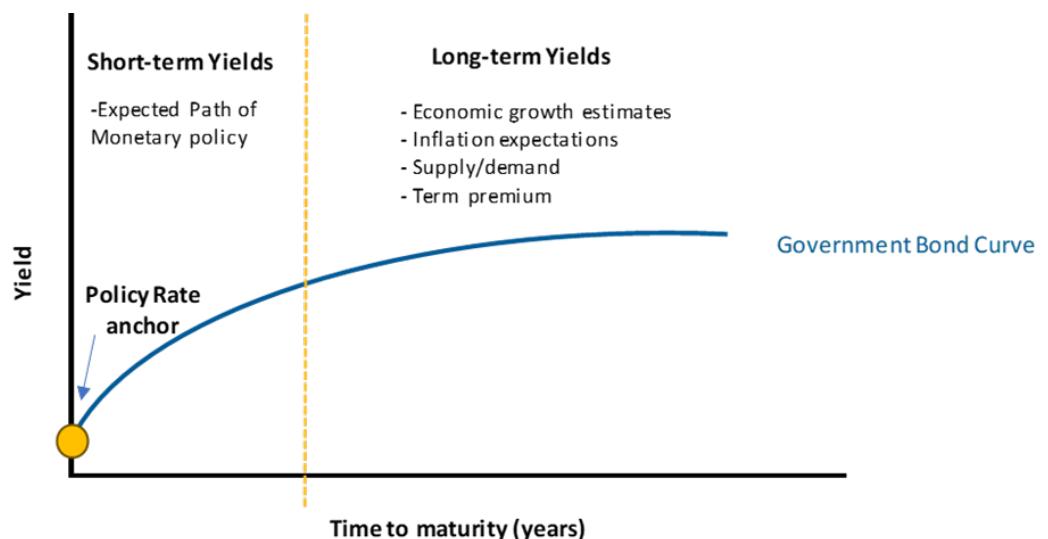 Short-term Yields
-Expected Path of
Monetary policy
Long-term Yields
- Economic growth estimates
- Inflation expectations
- Supply/demand
- Term premium
Government Bond Curve
Policy Rate
anchor
Yield
Time to maturity (years)